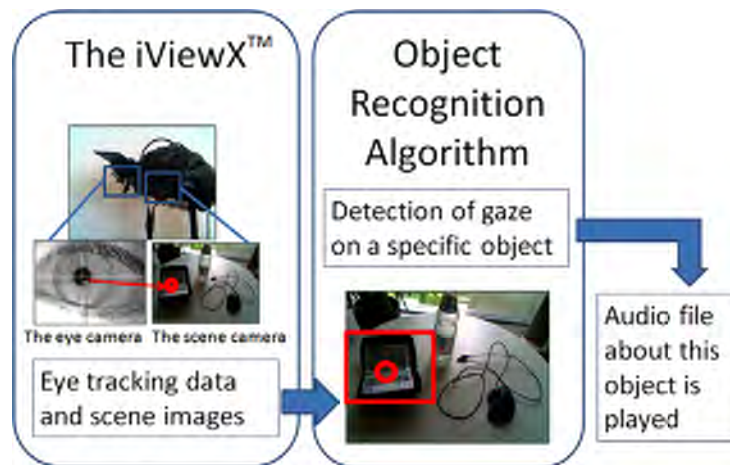 The iViewX™
The eye camera
The scene camera
Eye tracking data
and scene images
Object
Recognition
Algorithm
Detection of gaze
on a specific object
Audio file
about this
object is
played